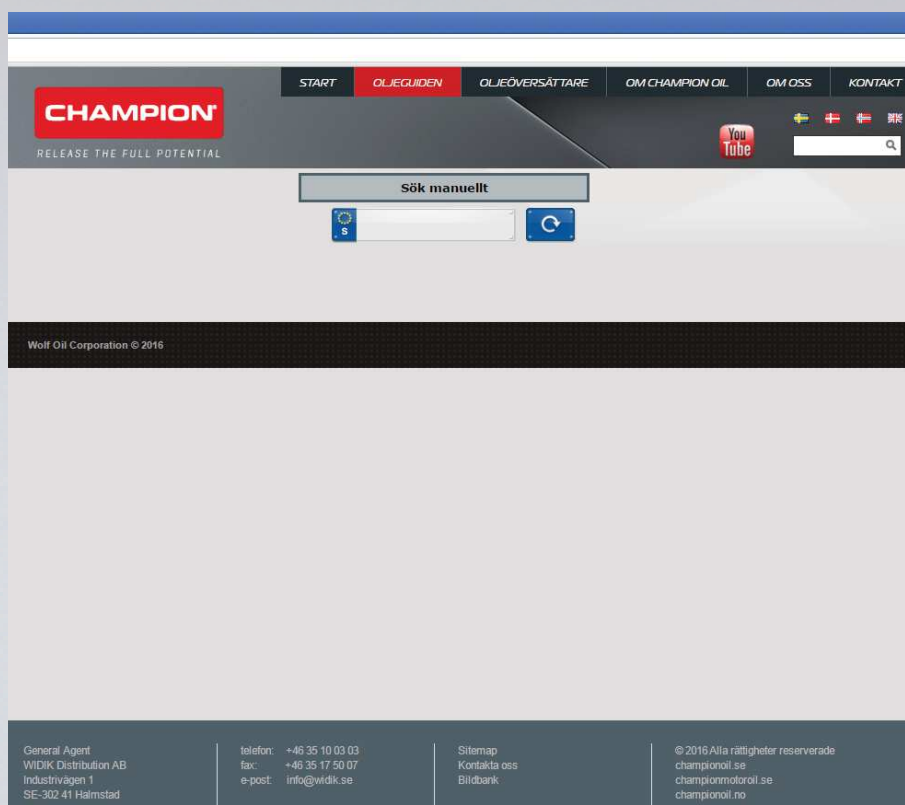 START OLJEGUIDEN OLJEÖVERSÄTTARE OM CHAMPION OIL OM OSS KONTAKT
CHAMPION
RELEASE THE FULL POTENTIAL
You
Tube
Sök manuellt
S
Wolf Oil Corporation © 2016
General Agent
WIDIK Distribution AB
Industrivägen 1
SE-302 41 Halmstad
telefon: +46 35 10 03 03
fax: +46 35 17 50 07
e-post: info@widik.se
Sitemap
Kontakta oss
Bildbank
© 2016 Alla rättigheter reserverade
championoil.se
championmotoroil.se
championoil.no